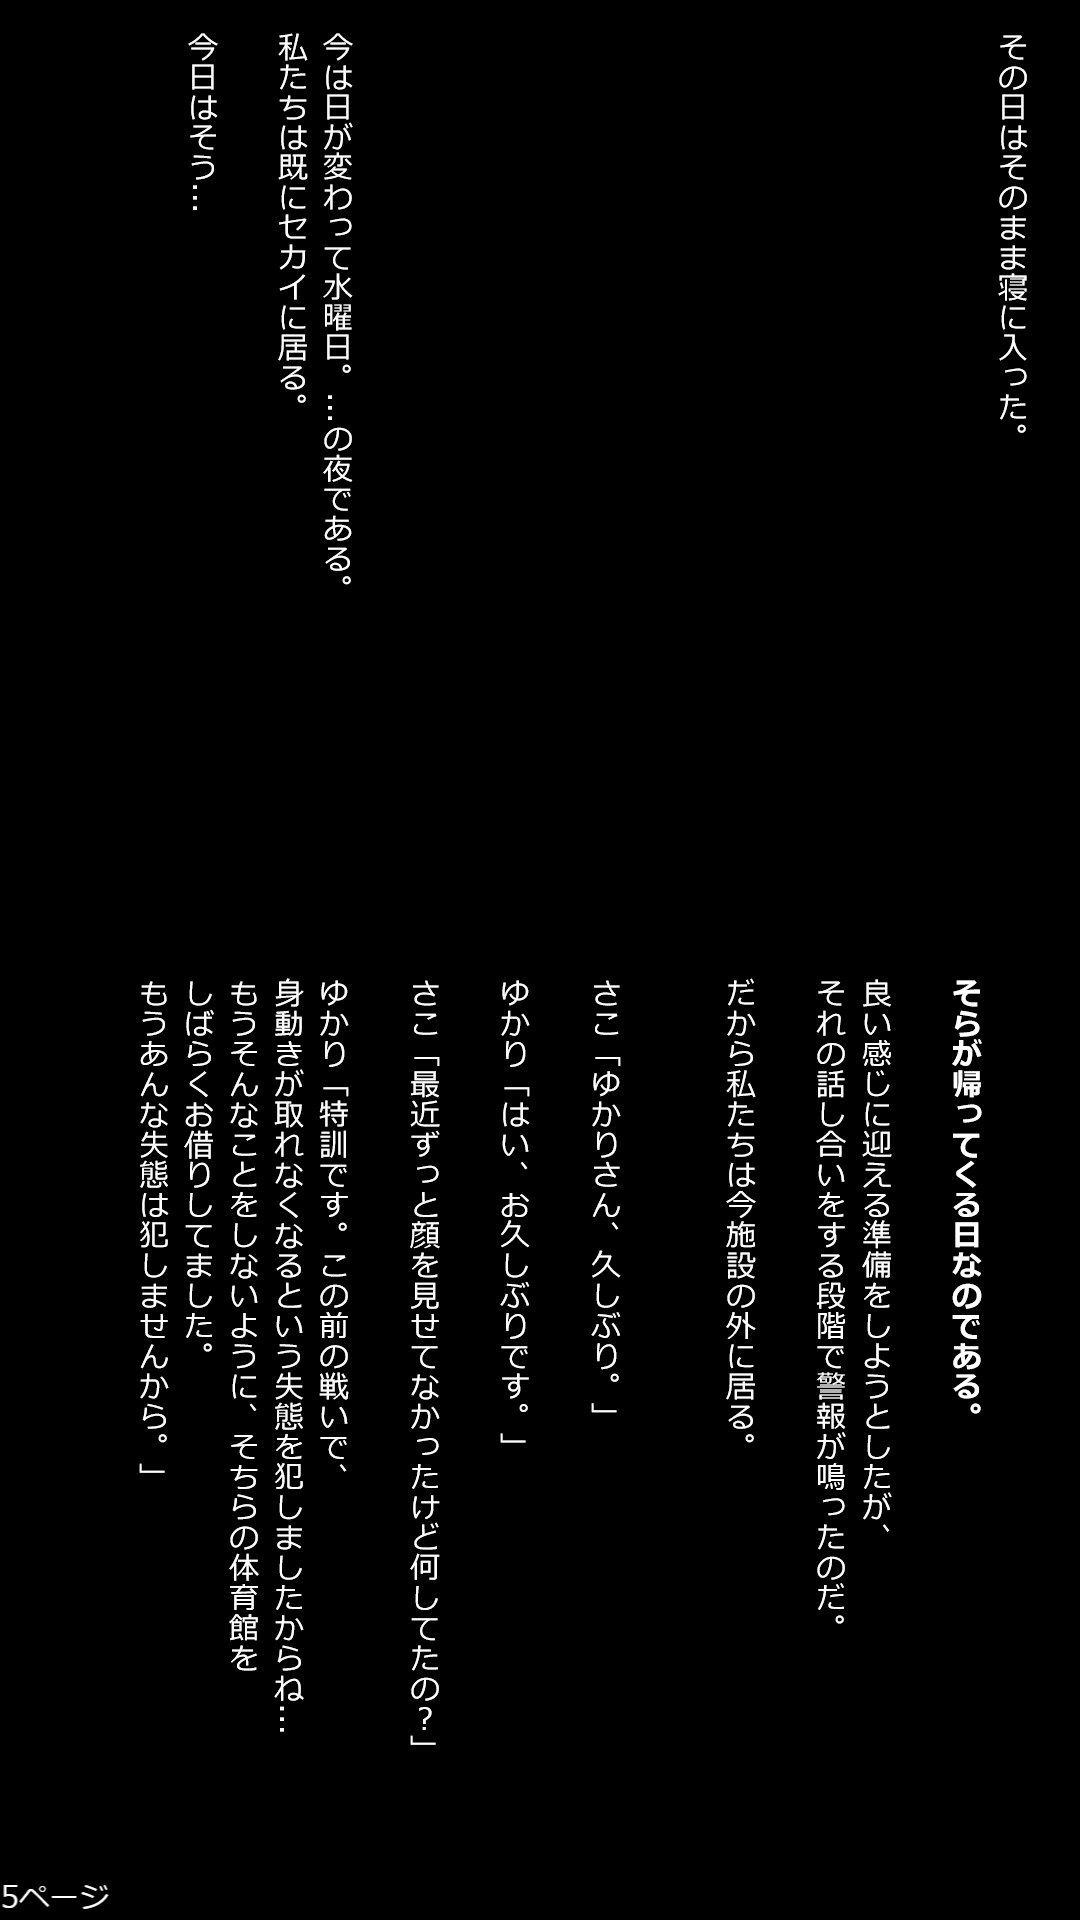 その日はそのまま寝に入った。
今は日が変わって水曜日。…の夜である。
私たちは既にセカイに居る。
今日はそう…
そらが帰ってくる日なのである。
良い感じに迎える準備をしようとしたが、
それの話し合いをする段階で警報が鳴ったのだ。
だから私たちは今施設の外に居る。
さこ「ゆかりさん、久しぶり。」
ゆかり「はい、お久しぶりです。」
さこ「最近ずっと顔を見せてなかったけど何してたの？」
ゆかり「特訓です。この前の戦いで、
身動きが取れなくなるという失態を犯しましたからね…
もうそんなことをしないように、そちらの体育館を
しばらくお借りしてました。
もうあんな失態は犯しませんから。」
5ページ